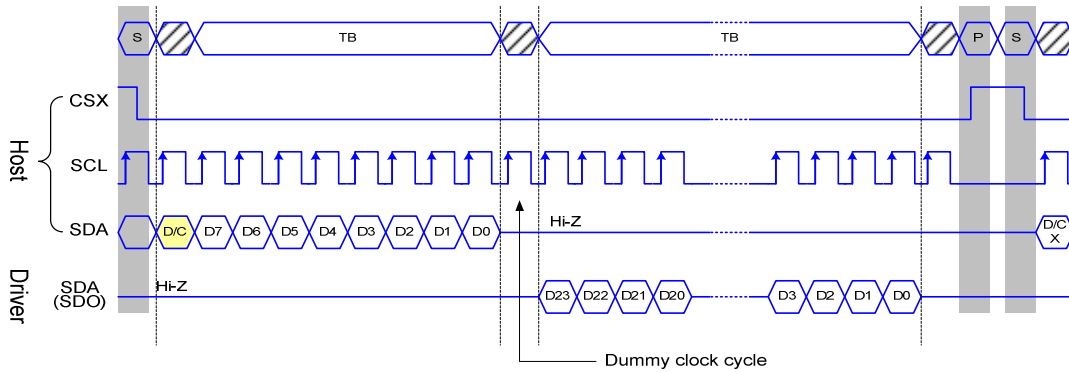 S TB TB P S
CSX
Host
SCL
SDA D/C D7 D6 D5 D4 D3 D2 D1 D0 Hi-Z D/C X
Driver
SDA (SDO) Hi-Z D23 D22 D21 D20 D3 D2 D1 D0
Dummy clock cycle